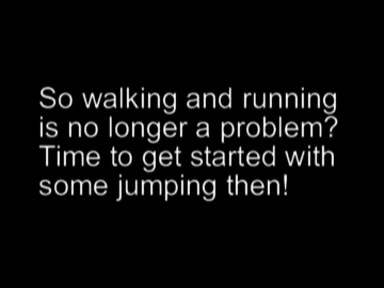 So walking and running
is no longer a problem?
Time to get started with
some jumping then!